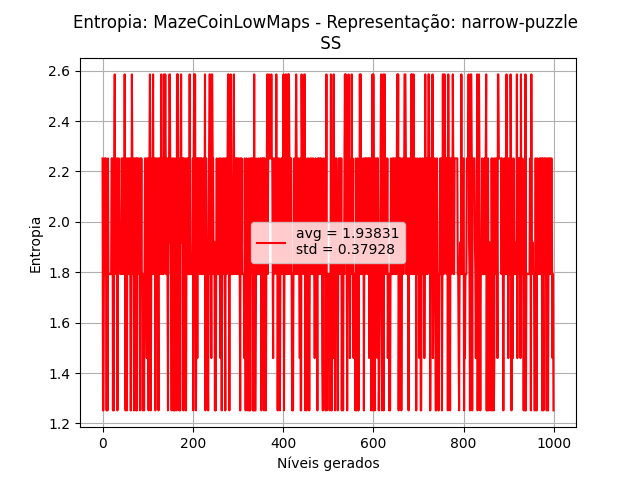 Entropia: MazeCoinLowMaps - Representação: narrow-puzzle
SS
2.6
2.4
2.2
2.0
1.8
1.6
1.4
1.2
Entropia
avg = 1.93831
std = 0.37928
0 200 400 600 800 1000
Níveis gerados